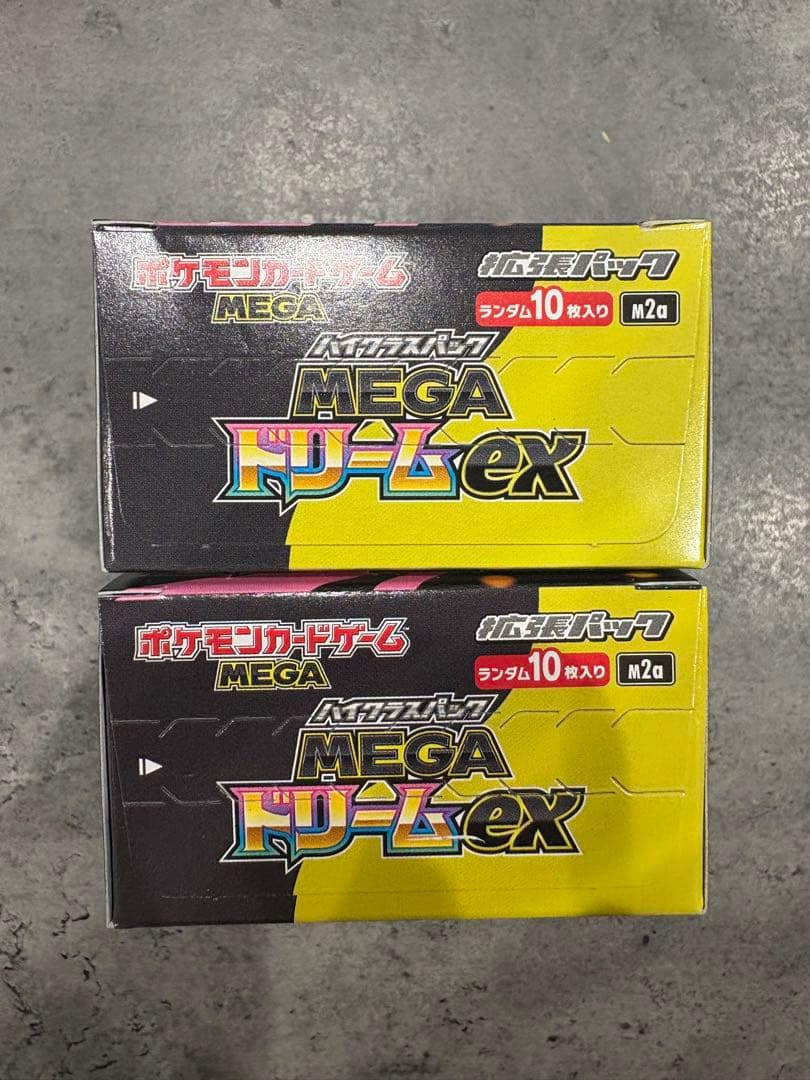 ポケモンカードゲーム
MEGA
拡張パック
ランダム10枚入り M2a
ハイクラスパック
MEGA
ドリームex
ポケモンカードゲーム™
MEGA
拡張パック
ランダム10枚入り M2a
ハイクラスパック
MEGA
ドリームex